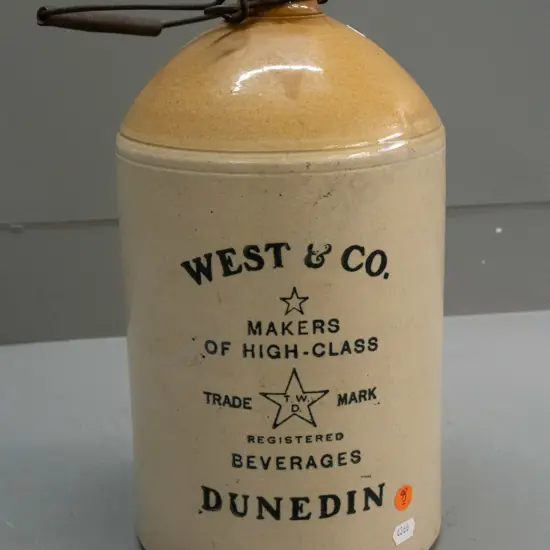 WEST & CO.
MAKERS
OF HIGH-CLASS
TRADE T.W. MARK
D.
REGISTERED
BEVERAGES
DUNEDIN